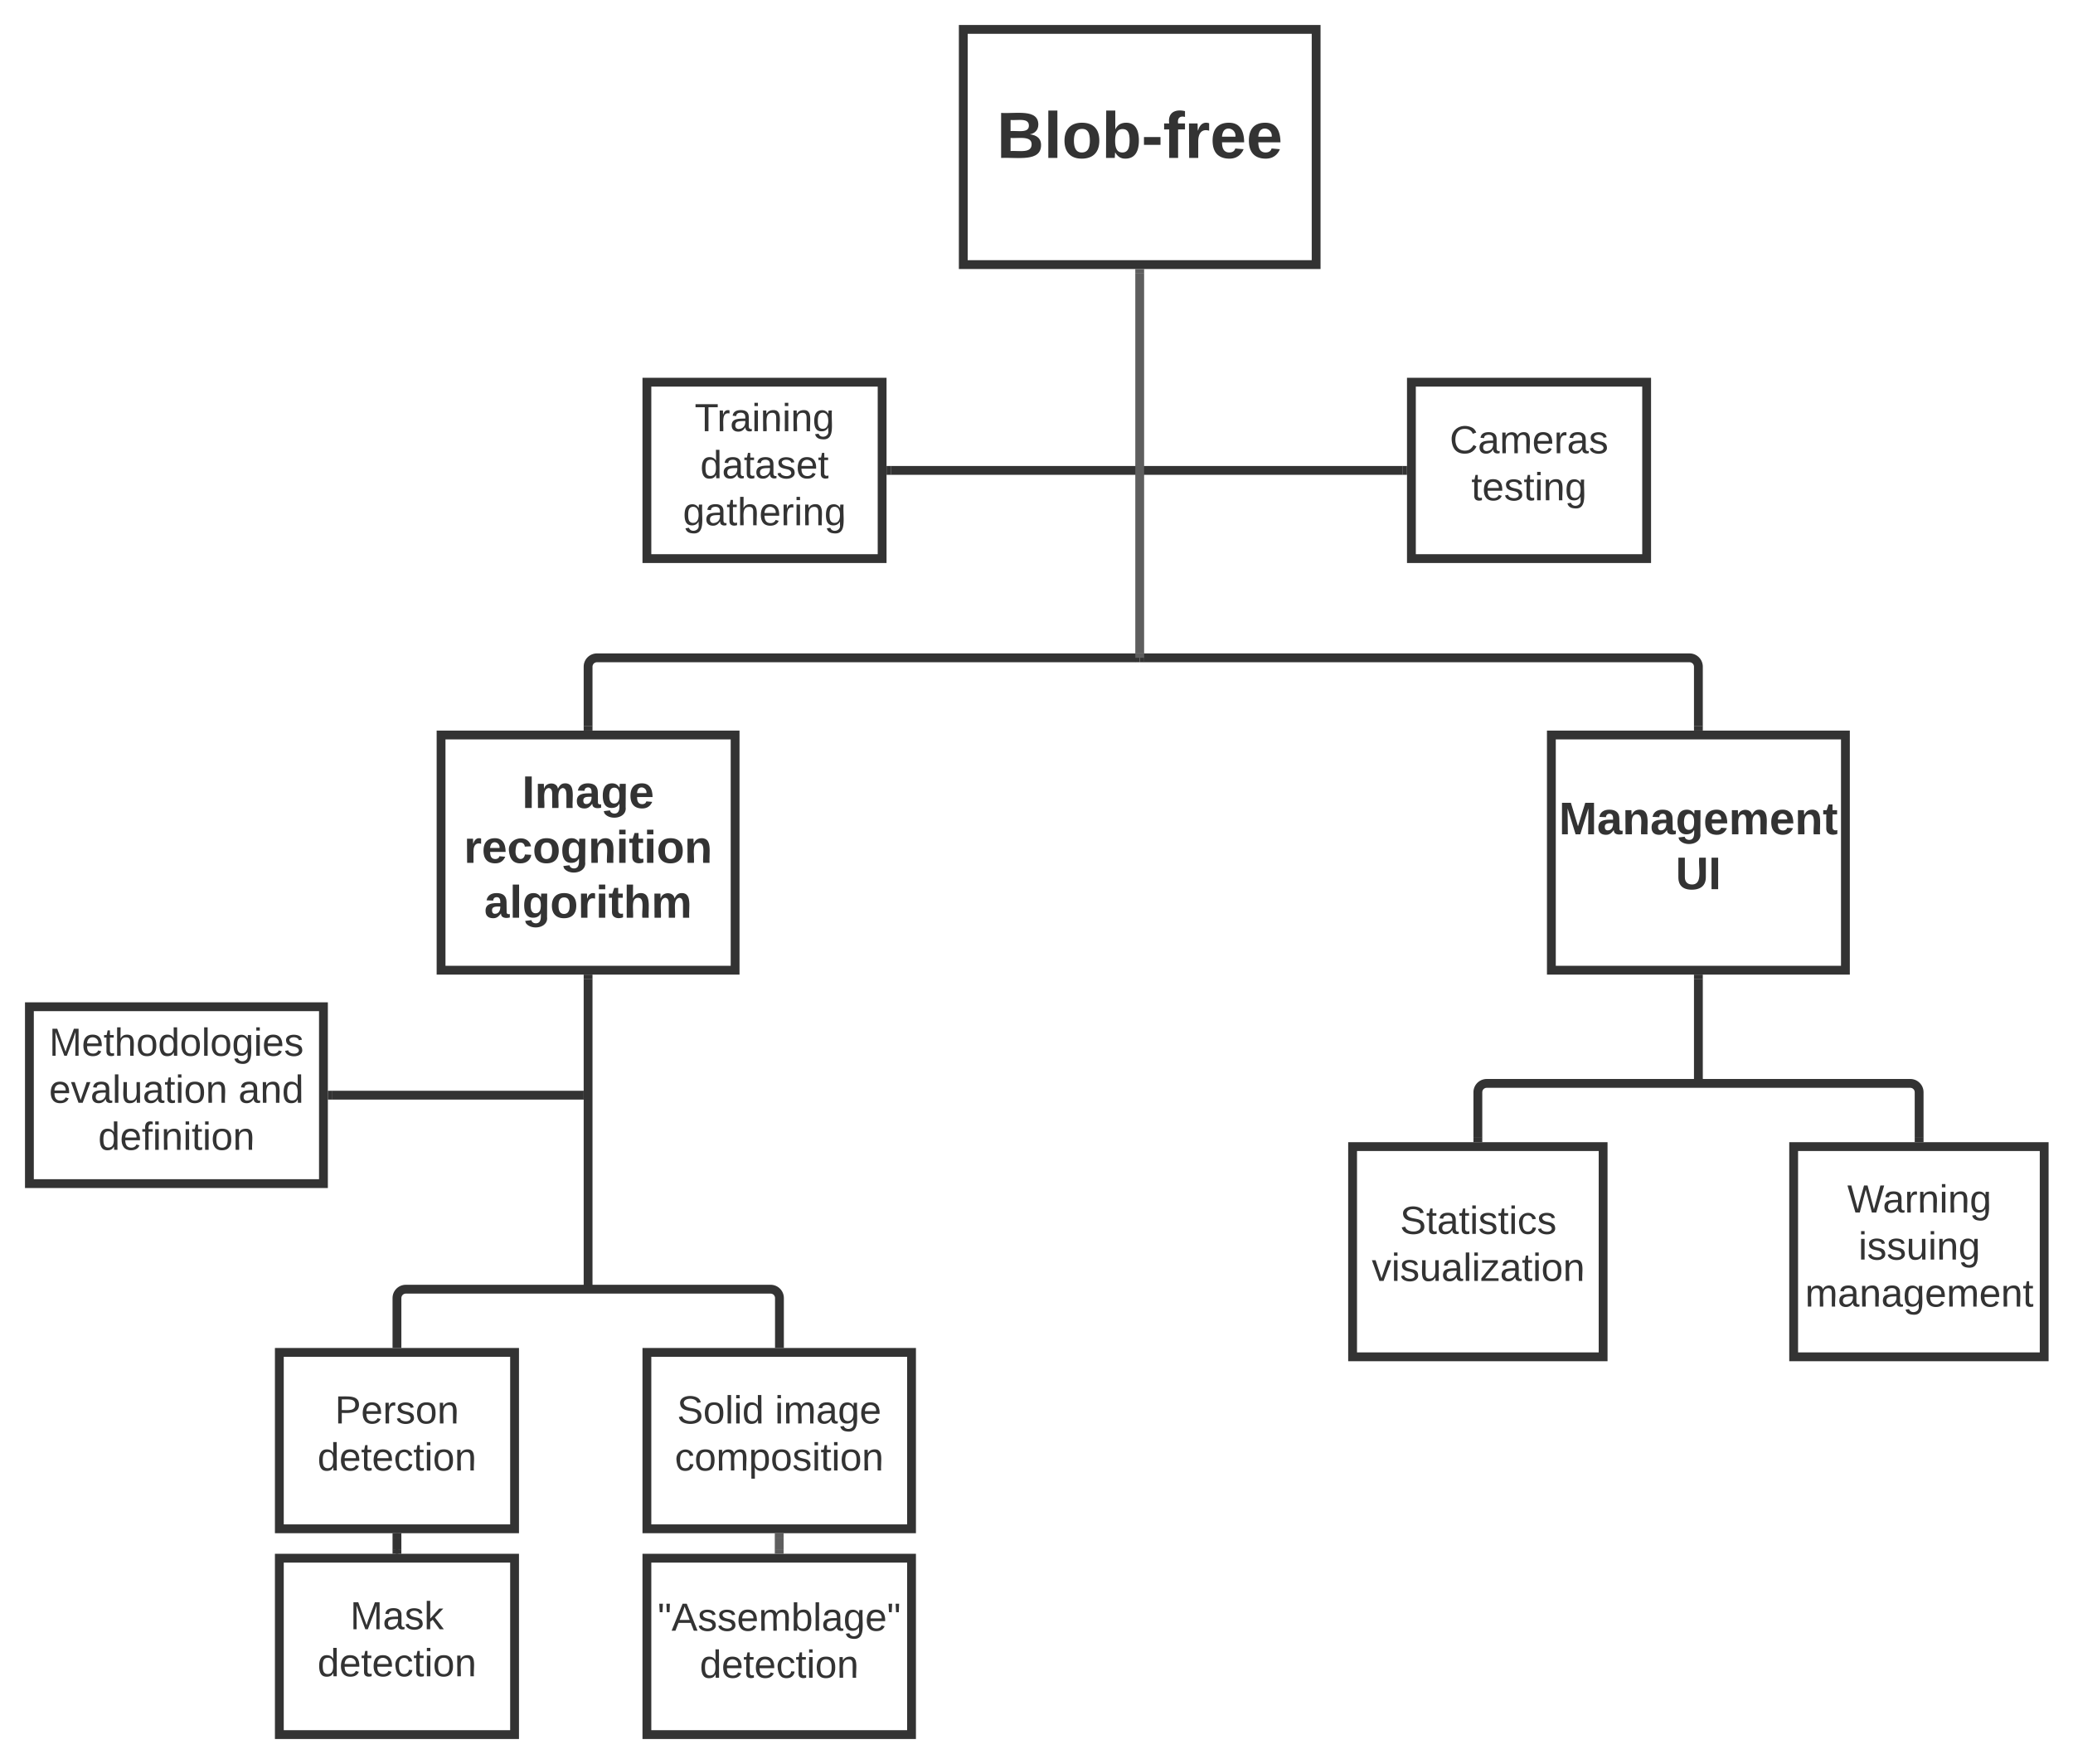 Blob-free
Training
dataset
gathering
Cameras
testing
Image
recognition
algorithm
Management
UI
Methodologies
evaluation and
definition
Statistics
visualization
Warning
issuing
management
Person
detection
Solid image
composition
Mask
detection
"Assemblage"
detection